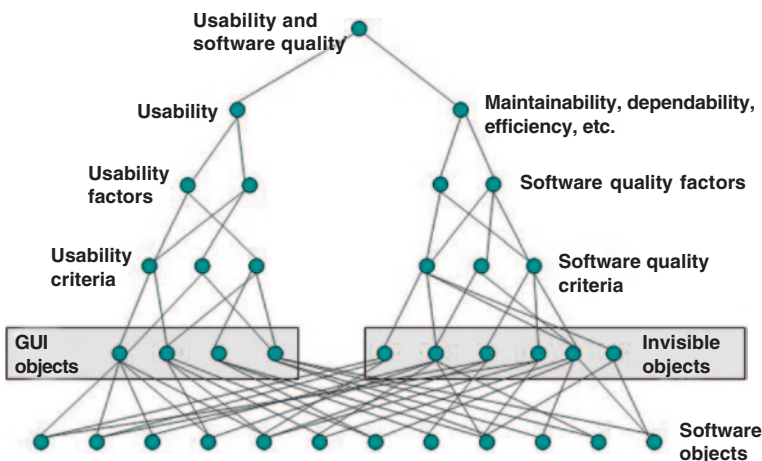 Usability and
software quality
Usability
Maintainability, dependability,
efficiency, etc.
Usability
factors
Software quality factors
Usability
criteria
Software quality
criteria
GUI
objects
Invisible
objects
Software
objects